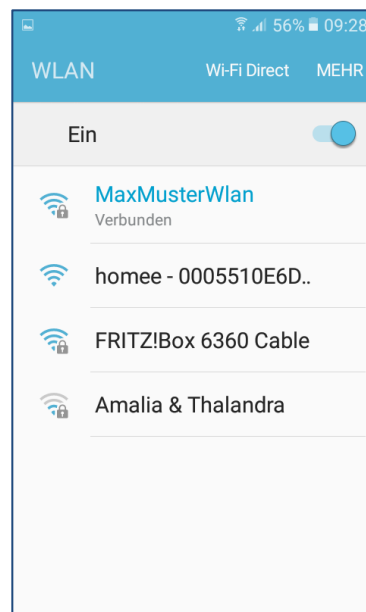 56% 09:28
WLAN Wi-Fi Direct MEHR
Ein
MaxMusterWlan
Verbunden
homee - 0005510E6D..
FRITZ!Box 6360 Cable
Amalia & Thalandra